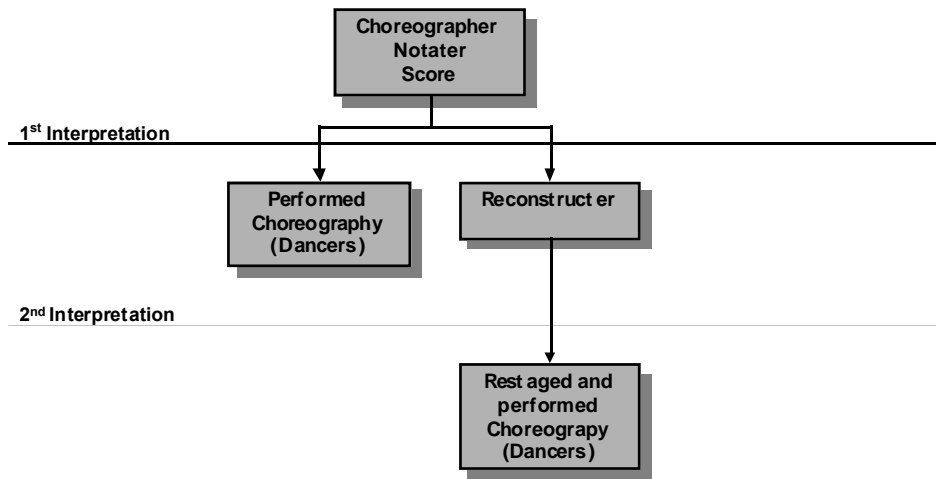 Choreographer
Notater
Score
1st Interpretation
Performed
Choreography
(Dancers)
Reconstructer
2nd Interpretation
Restaged and
performed
Choreograpy
(Dancers)